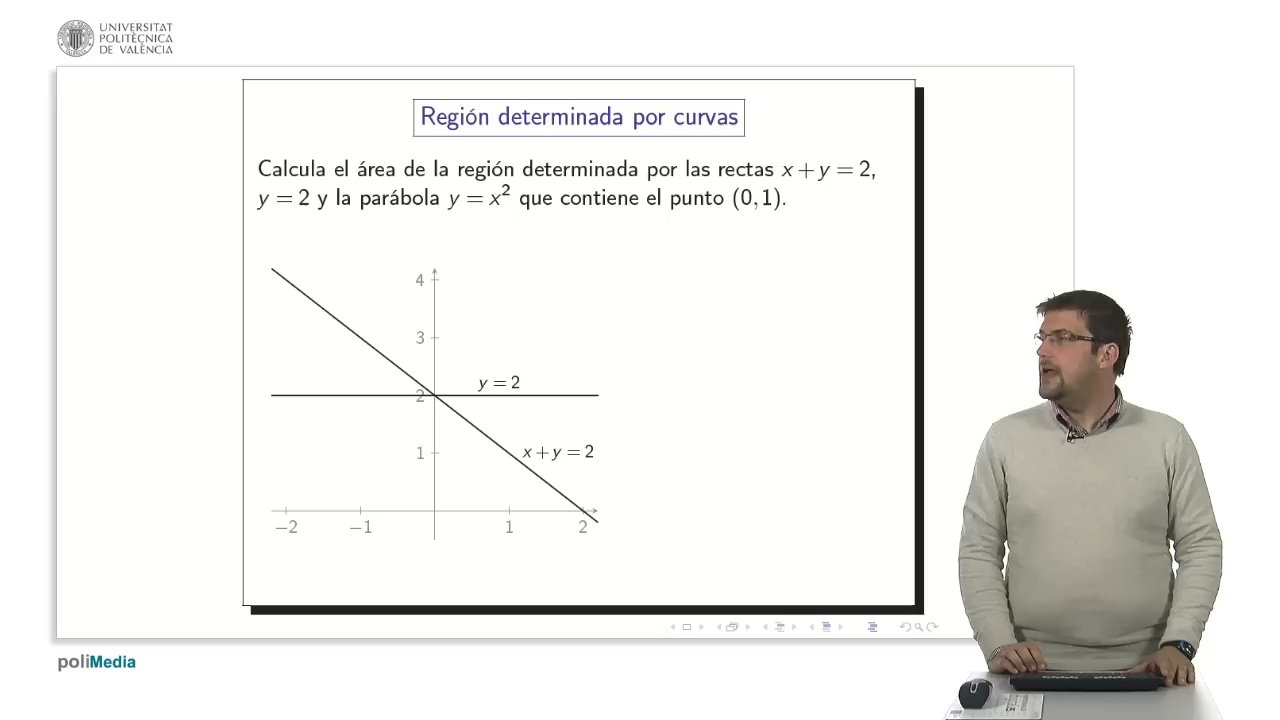 UNIVERSITAT
POLITÈCNICA
DE VALÈNCIA
Región determinada por curvas
Calcula el área de la región determinada por las rectas x + y = 2,
y = 2 y la parábola y = x² que contiene el punto (0, 1).
4
3
y = 2
2
x + y = 2
1
−2 −1 1 2
poliMedia